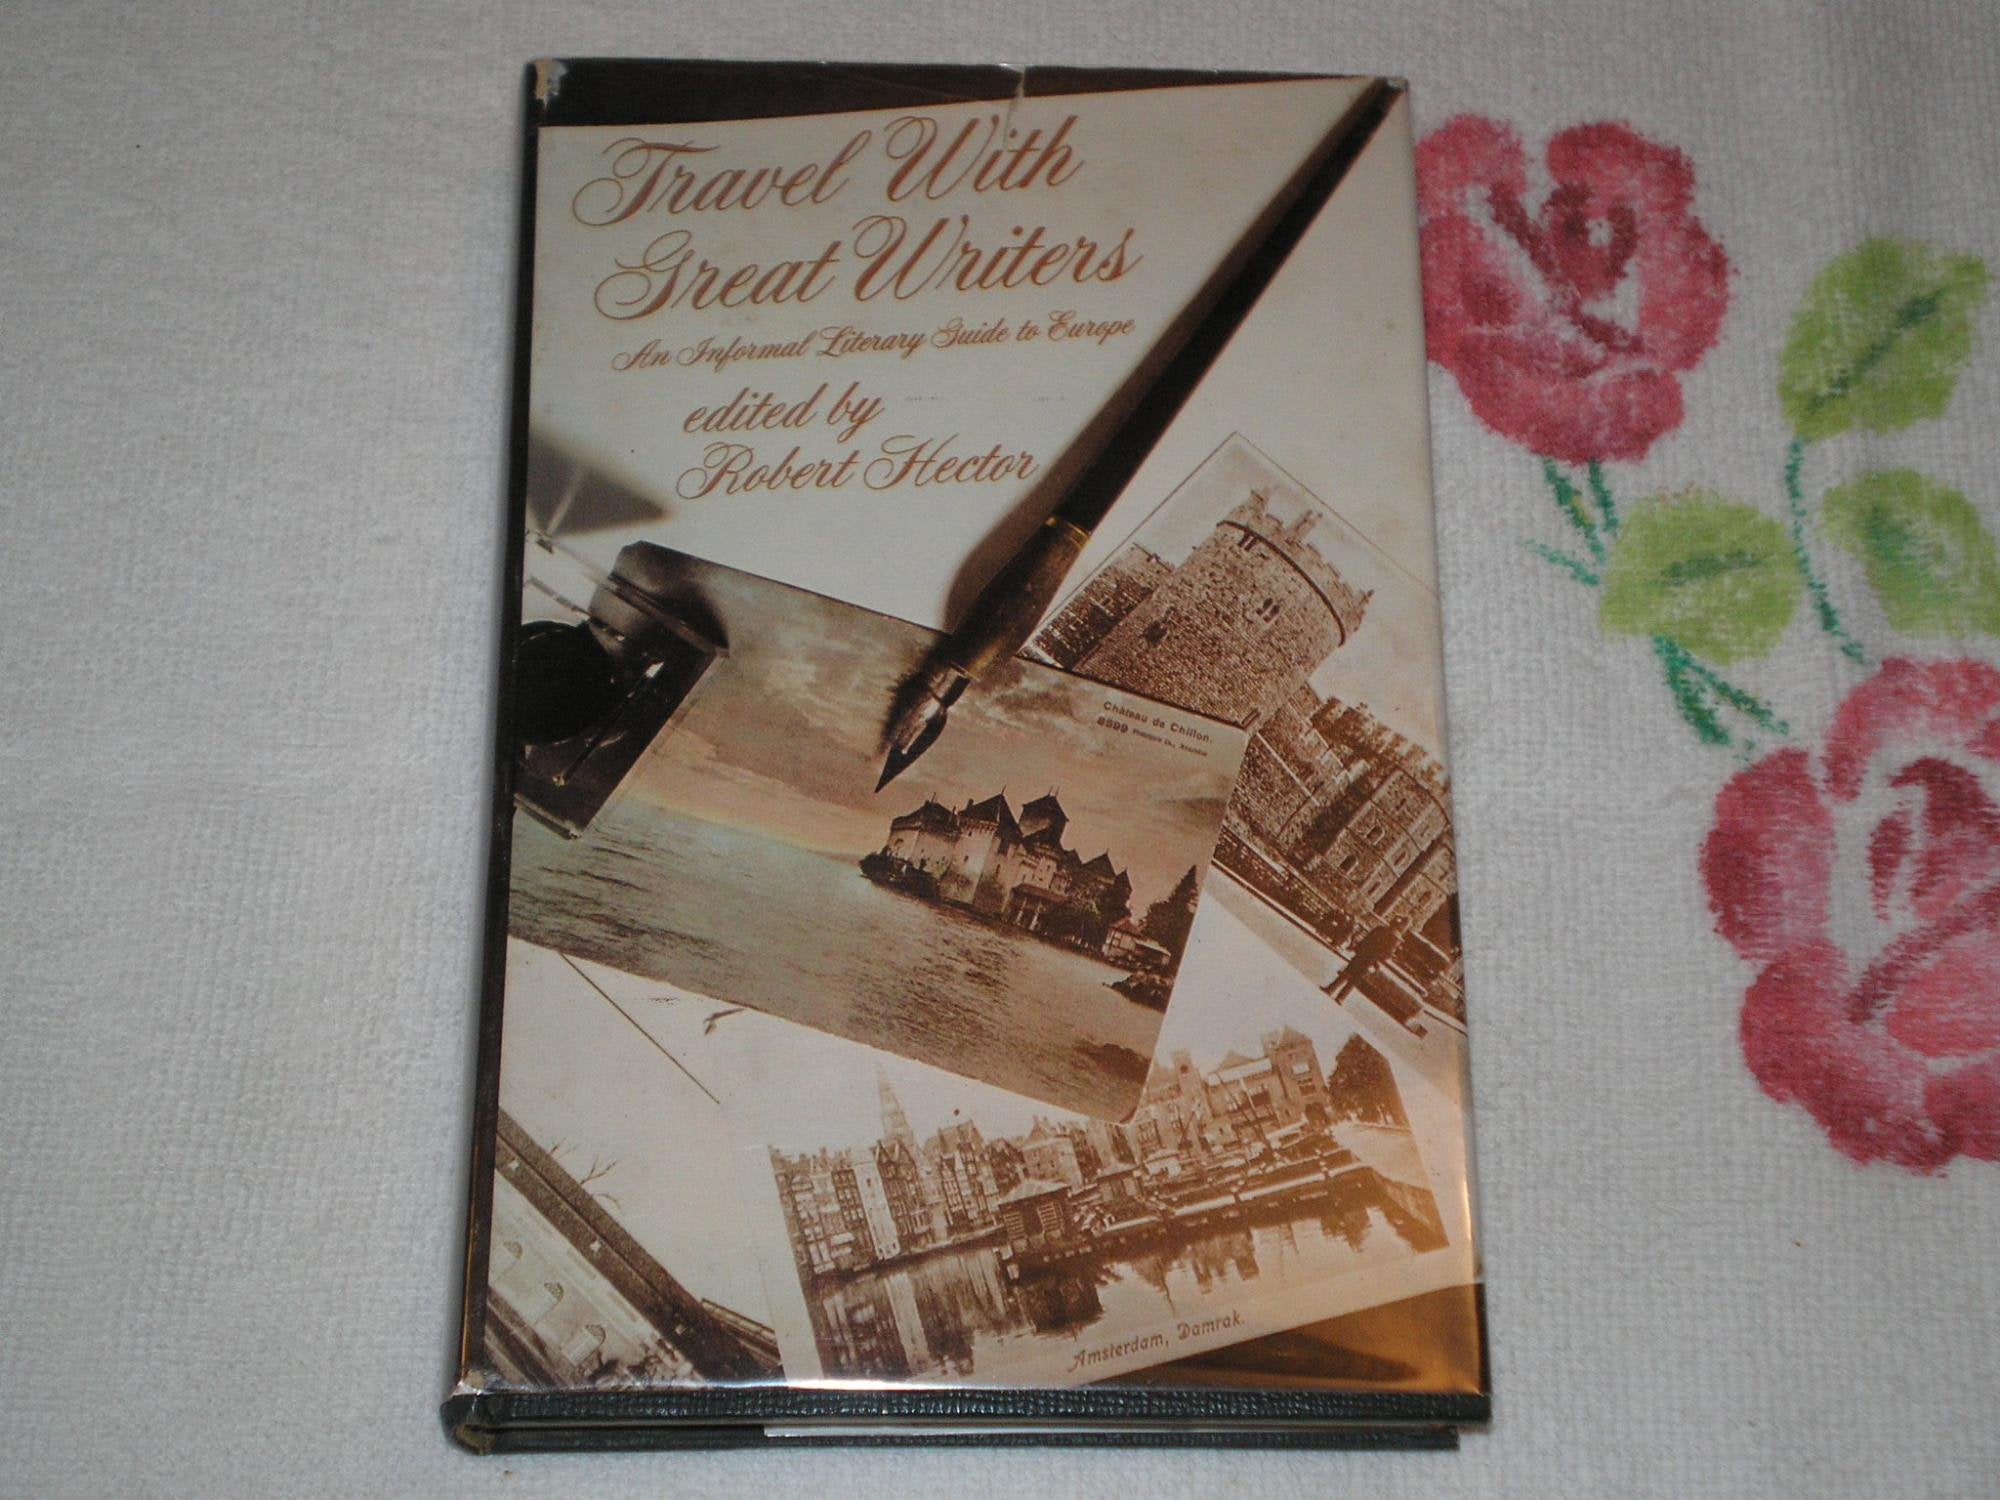 Travel With
Great Writers
An Informal Literary Guide to Europe
edited by
Robert Hector
Château de Chillon.
8599
Amsterdam, Damrak.